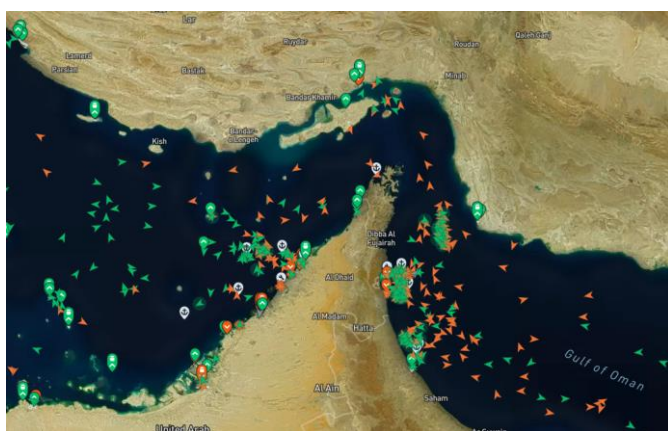 Lar
Qaleh Ganj
Roudan
Lamerd
Parsian
Bastak
Minab
Bandar Khamir
Bandar-
e-Lengeh
Kish
Dibba Al
Fujairah
Al Dhaid
Al Madam
Hatta
Gulf of Oman
Al Ain
Saham
United Arab